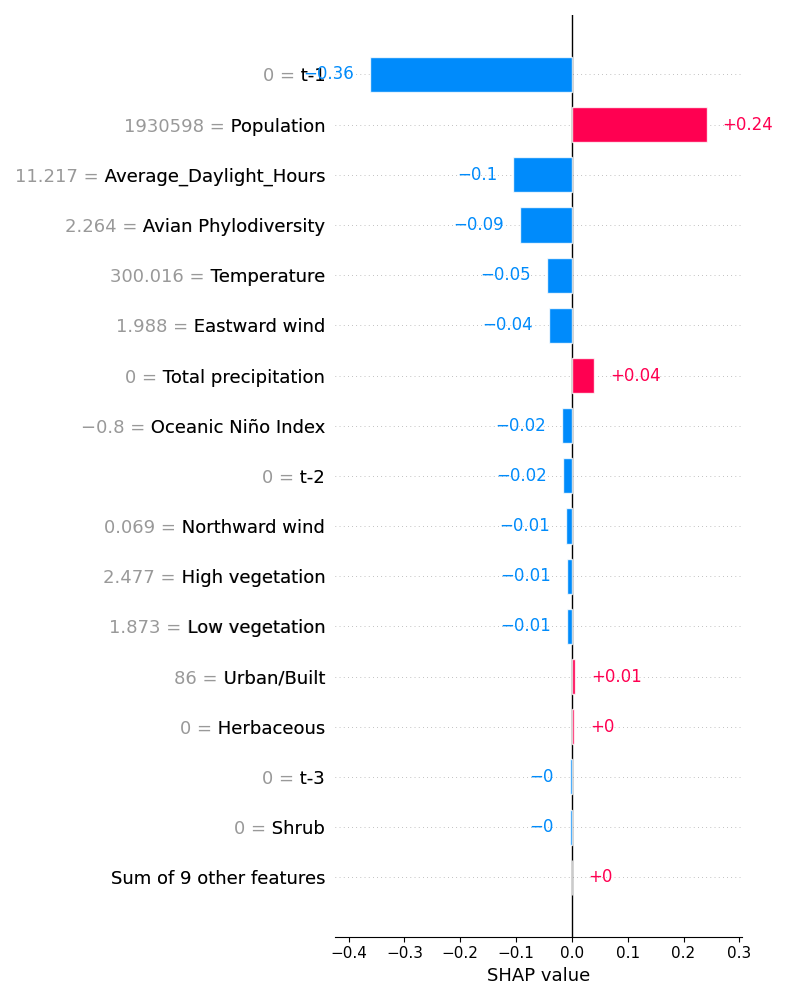 0 = t-1 −0.36
1930598 = Population +0.24
11.217 = Average_Daylight_Hours −0.1
2.264 = Avian Phylodiversity −0.09
300.016 = Temperature −0.05
1.988 = Eastward wind −0.04
0 = Total precipitation +0.04
−0.8 = Oceanic Niño Index −0.02
0 = t-2 −0.02
0.069 = Northward wind −0.01
2.477 = High vegetation −0.01
1.873 = Low vegetation −0.01
86 = Urban/Built +0.01
0 = Herbaceous +0
0 = t-3 −0
0 = Shrub −0
Sum of 9 other features +0
−0.4 −0.3 −0.2 −0.1 0.0 0.1 0.2 0.3
SHAP value